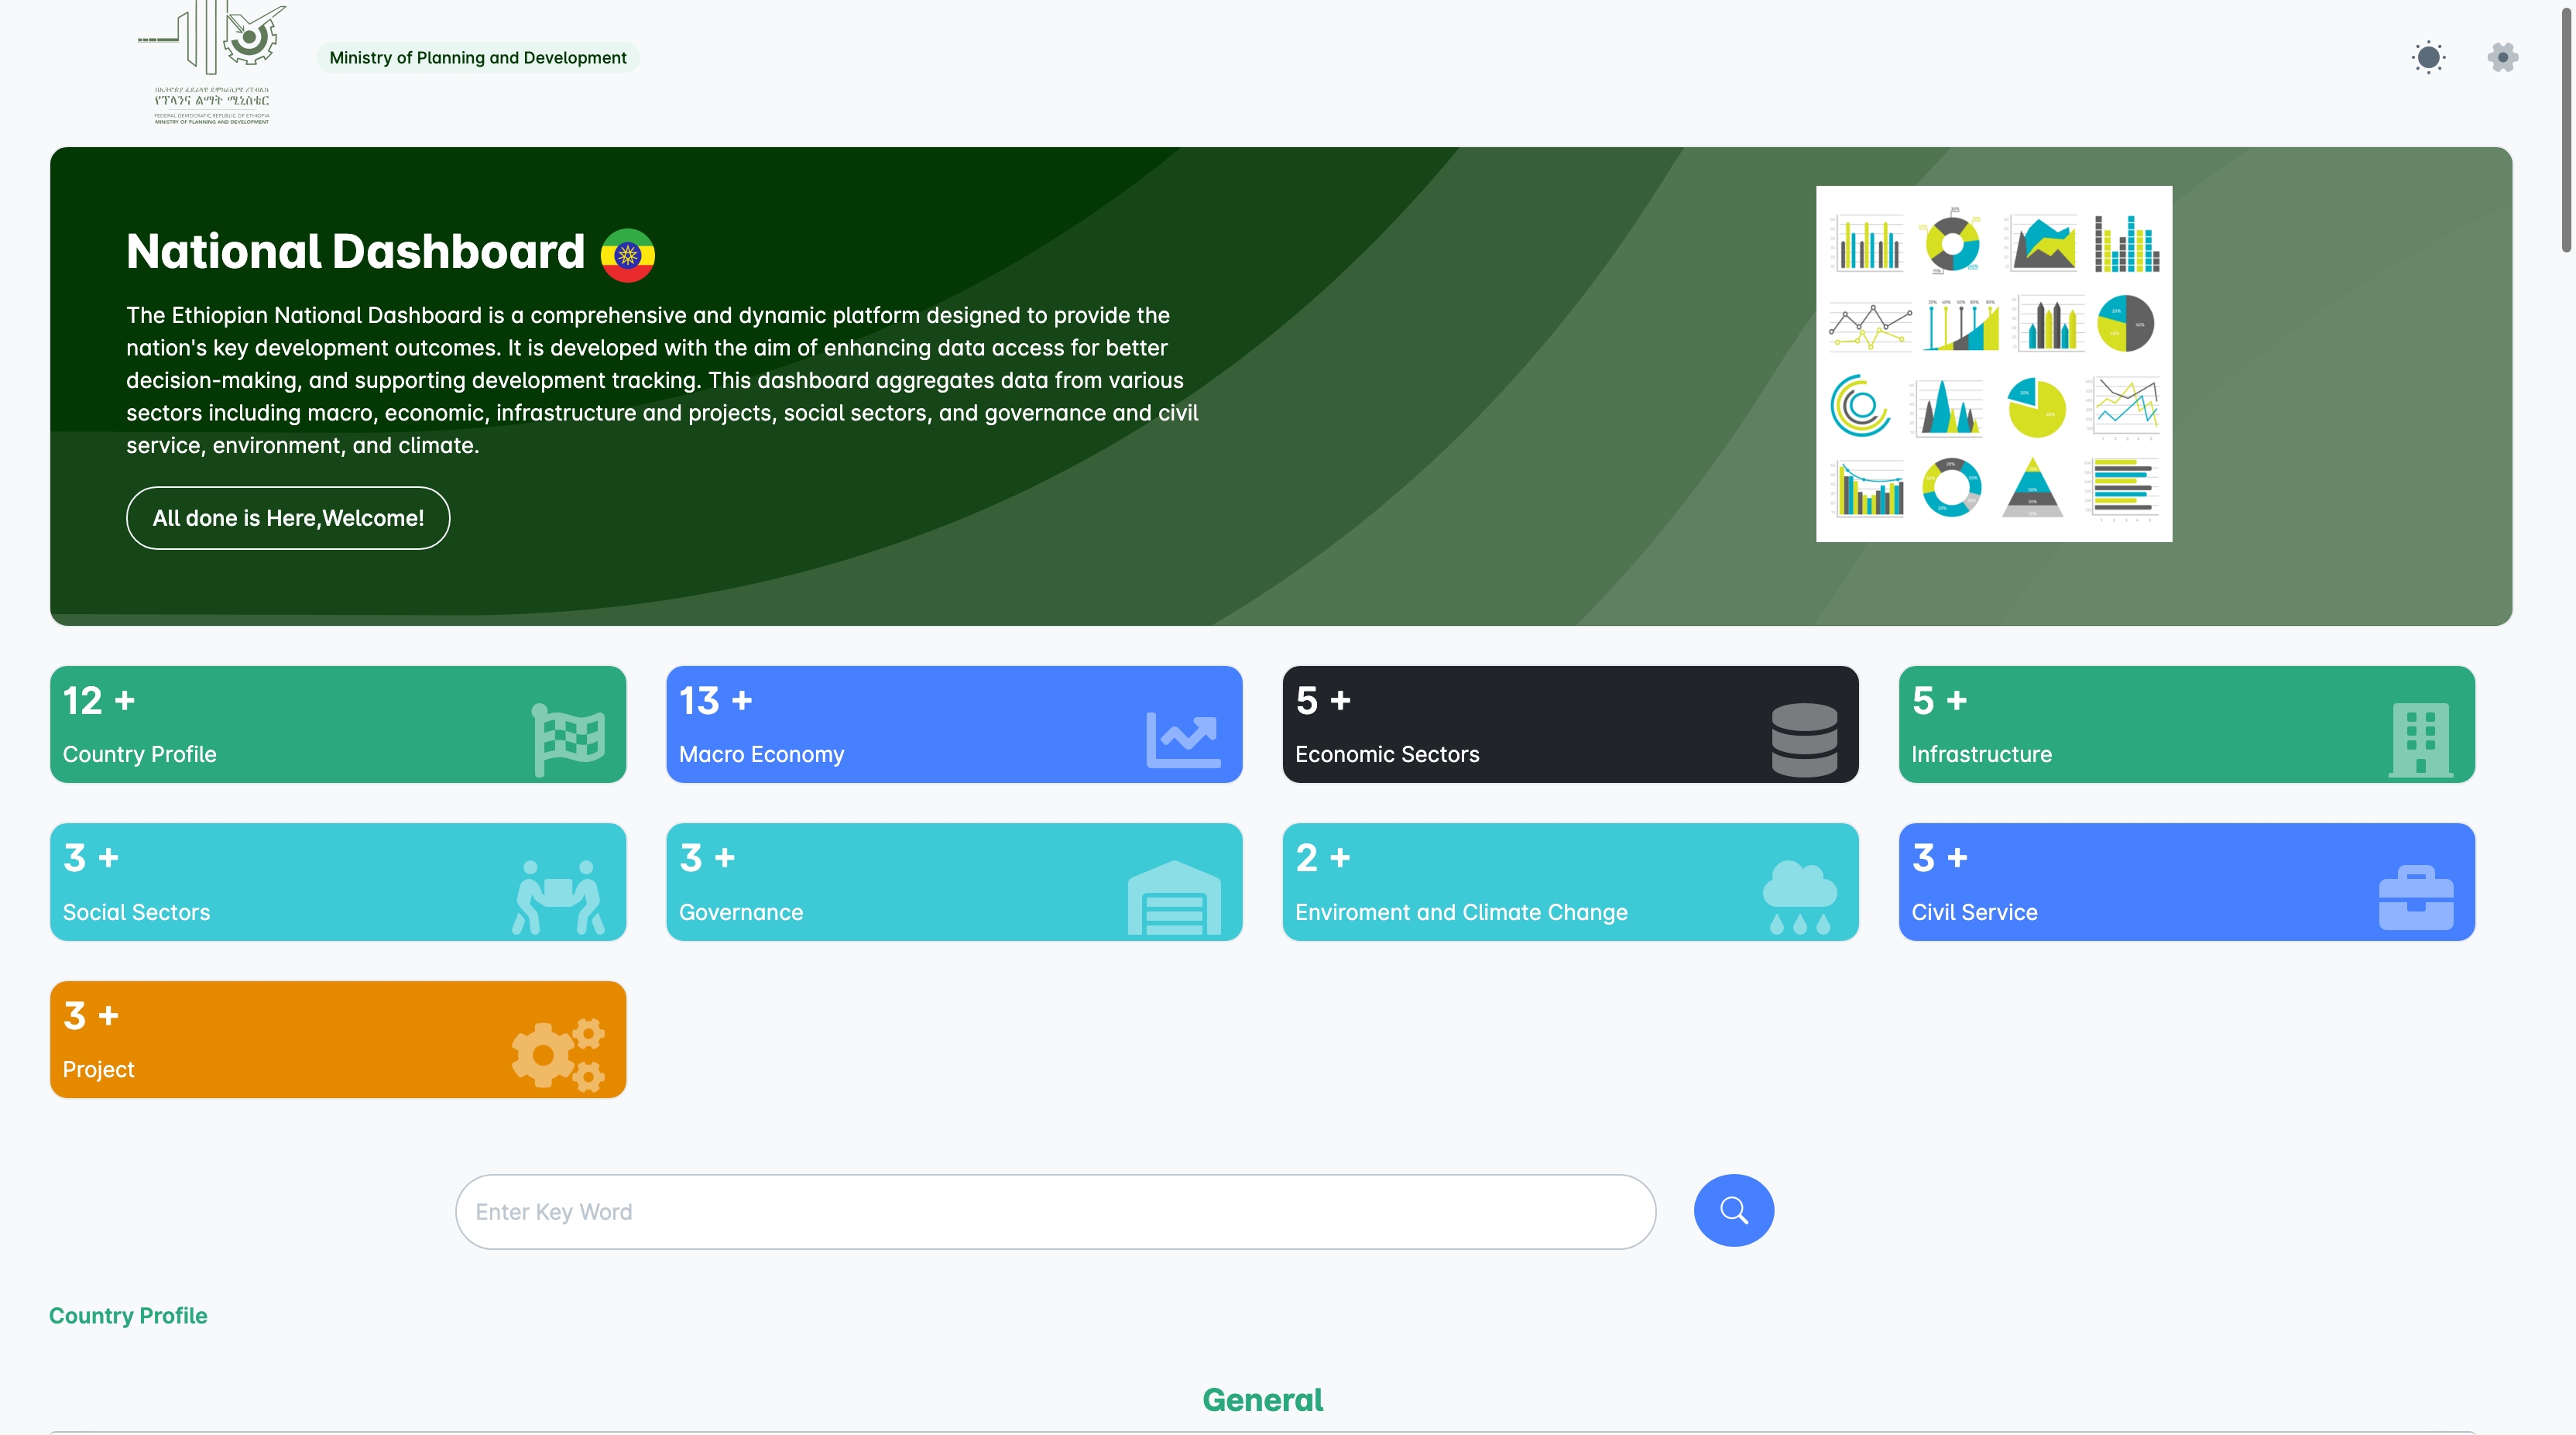 የፕላንና ልማት ሚኒስቴር
FEDERAL DEMOCRATIC REPUBLIC OF ETHIOPIA
MINISTRY OF PLANNING AND DEVELOPMENT
Ministry of Planning and Development
National Dashboard
The Ethiopian National Dashboard is a comprehensive and dynamic platform designed to provide the
nation's key development outcomes. It is developed with the aim of enhancing data access for better
decision-making, and supporting development tracking. This dashboard aggregates data from various
sectors including macro, economic, infrastructure and projects, social sectors, and governance and civil
service, environment, and climate.
All done is Here,Welcome!
12 +
Country Profile
13 +
Macro Economy
5 +
Economic Sectors
5 +
Infrastructure
3 +
Social Sectors
3 +
Governance
2 +
Enviroment and Climate Change
3 +
Civil Service
3 +
Project
Enter Key Word
Country Profile
General